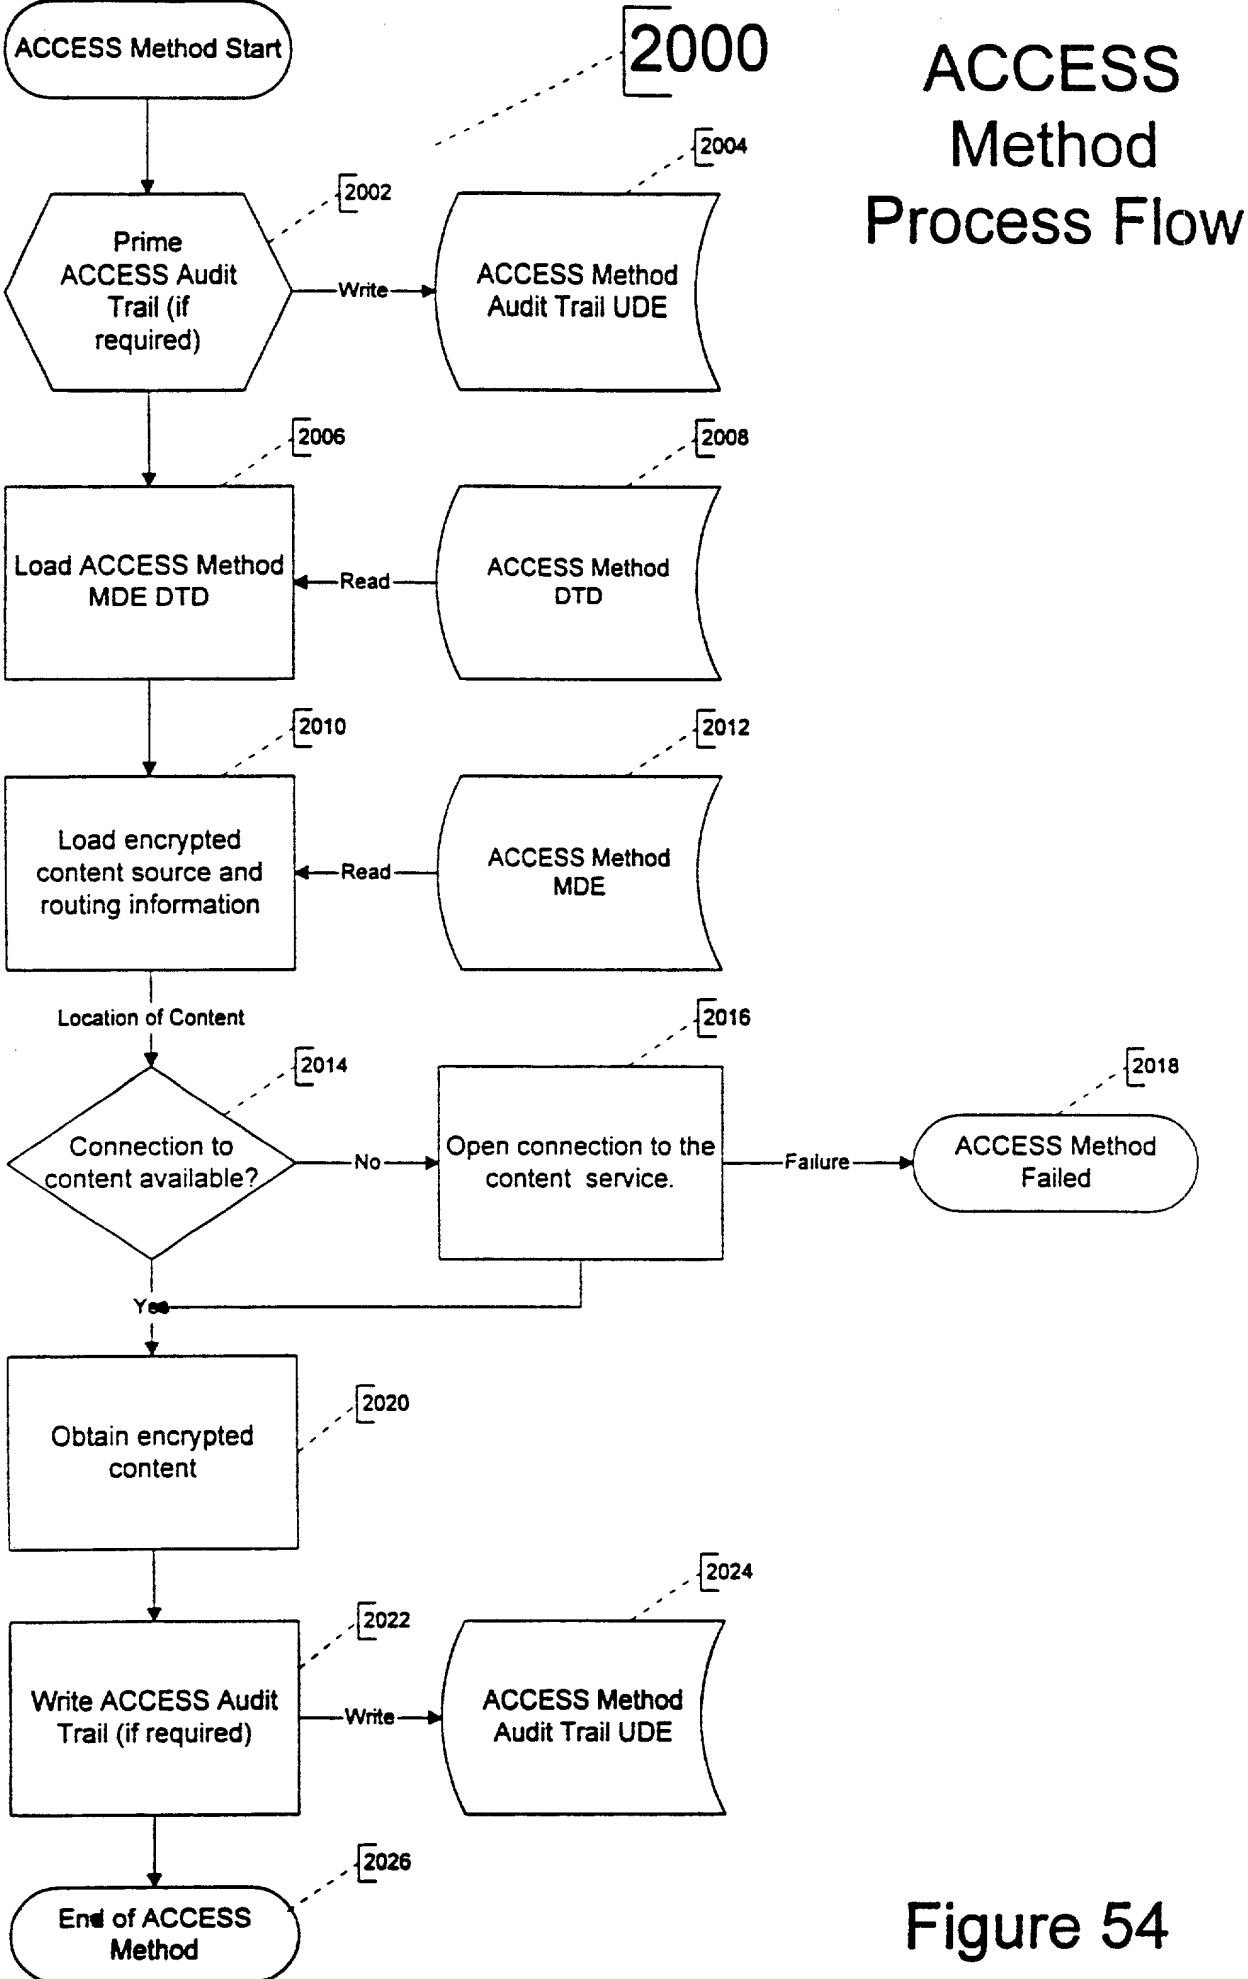 ACCESS Method Start
2000
ACCESS
Method
Process Flow
2002
2004
Prime
ACCESS Audit
Trail (if
required)
Write
ACCESS Method
Audit Trail UDE
2006
2008
Load ACCESS Method
MDE DTD
Read
ACCESS Method
DTD
2010
2012
Load encrypted
content source and
routing information
Read
ACCESS Method
MDE
Location of Content
2014
2016
2018
Connection to
content available?
No
Open connection to the
content service.
Failure
ACCESS Method
Failed
Yes
2020
Obtain encrypted
content
2022
2024
Write ACCESS Audit
Trail (if required)
Write
ACCESS Method
Audit Trail UDE
2026
End of ACCESS
Method
Figure 54